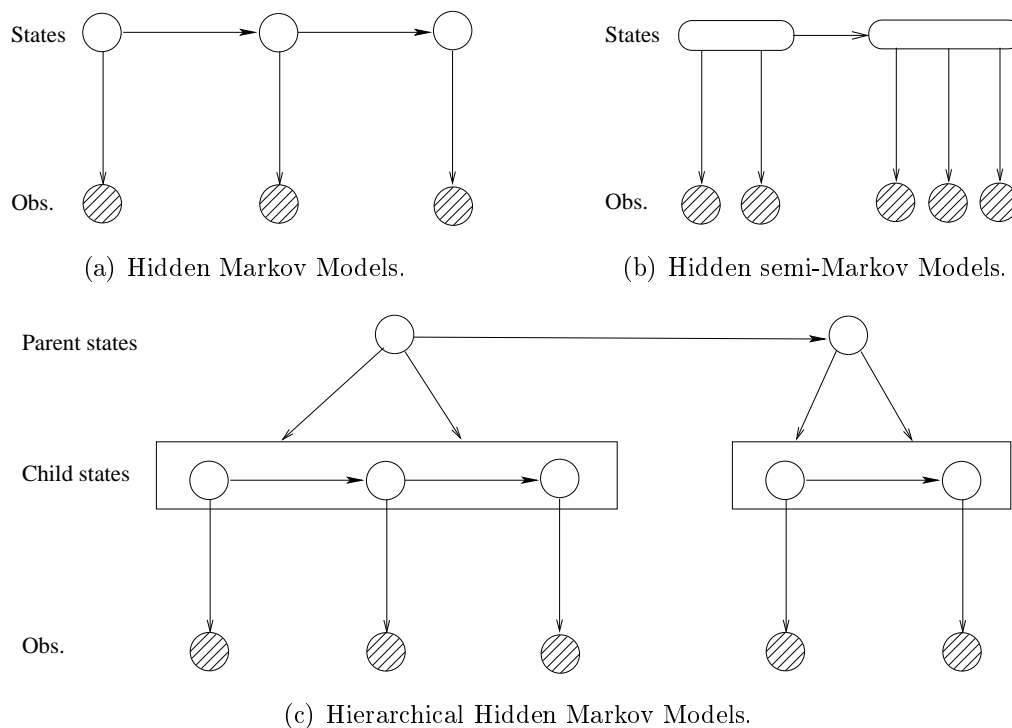 States
Obs.
(a) Hidden Markov Models.
States
Obs.
(b) Hidden semi-Markov Models.
Parent states
Child states
Obs.
(c) Hierarchical Hidden Markov Models.